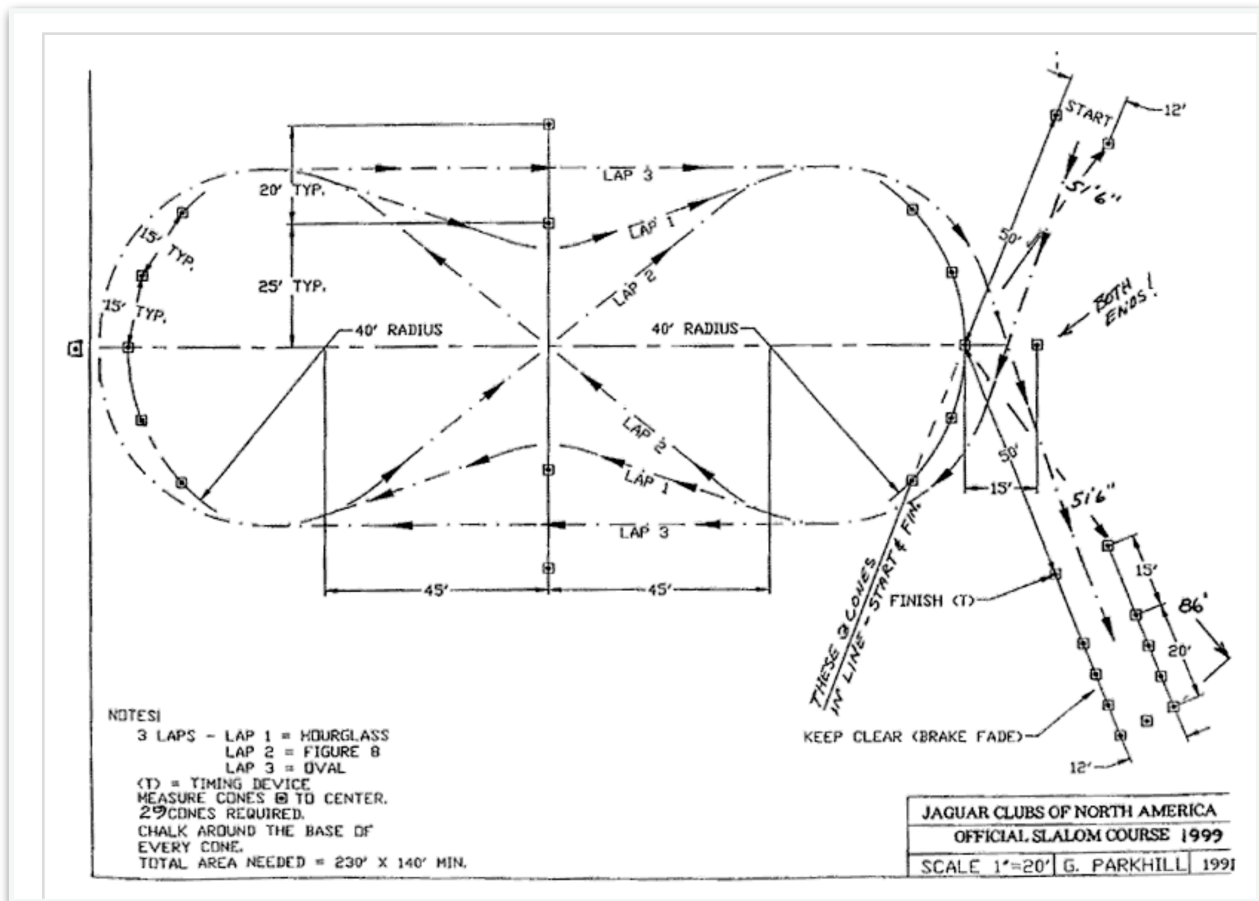 START
12'
LAP 3
20' TYP.
51'6"
LAP 1
15' TYP.
50'
LAP 2
25' TYP.
BOTH
ENDS!
15' TYP.
40' RADIUS
40' RADIUS
LAP 2
50'
LAP 1
15'
51'6"
LAP 3
15'
45'
45'
FINISH (T)
86'
THESE 3 CONES
IN LINE - START & FIN.
20'
KEEP CLEAR (BRAKE FADE)
12'
NOTES:
3 LAPS - LAP 1 = HOURGLASS
LAP 2 = FIGURE 8
LAP 3 = OVAL
(T) = TIMING DEVICE
MEASURE CONES TO CENTER.
29 CONES REQUIRED.
CHALK AROUND THE BASE OF
EVERY CONE.
TOTAL AREA NEEDED = 230' X 140' MIN.
JAGUAR CLUBS OF NORTH AMERICA
OFFICIAL SLALOM COURSE 1999
SCALE 1"=20' G. PARKHILL 1991